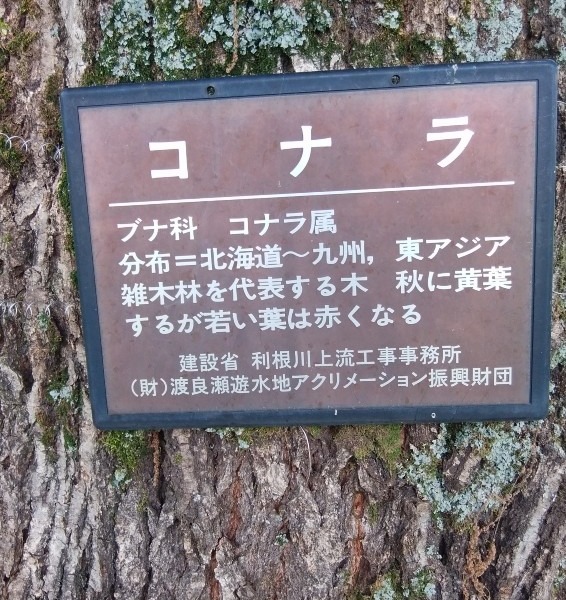 コナラ
ブナ科　コナラ属
分布＝北海道〜九州，東アジア
雑木林を代表する木　秋に黄葉
するが若い葉は赤くなる
建設省 利根川上流工事事務所
（財）渡良瀬遊水地アクリメーション振興財団